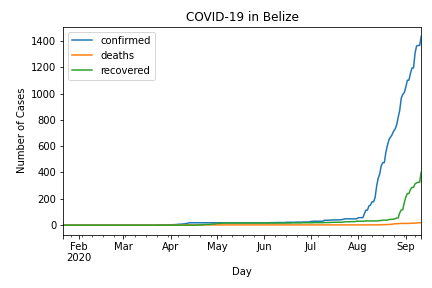 COVID-19 in Belize
confirmed
deaths
recovered
Number of Cases
1400
1200
1000
800
600
400
200
0
Feb Mar Apr May Jun Jul Aug Sep
2020
Day